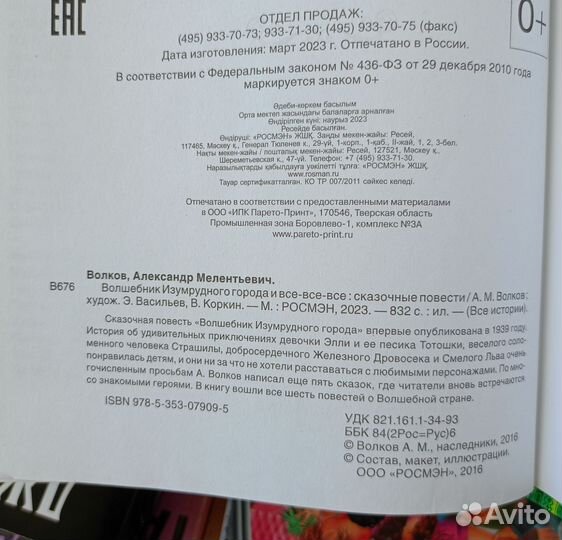 EAC
ОТДЕЛ ПРОДАЖ:
(495) 933-70-73; 933-71-30; (495) 933-70-75 (факс)
Дата изготовления: март 2023 г. Отпечатано в России.
0+
В соответствии с Федеральным законом № 436-ФЗ от 29 декабря 2010 года
маркируется знаком 0+
Әдеби-көркем басылым
Орта мектеп жасындағы балаларға арналған
Өндірілген күні: наурыз 2023
Ресейде басылған.
Өндіруші: «РОСМЭН» ЖШҚ. Заңды мекен-жайы: Ресей,
117465, Мәскеу қ., Генерал Тюленев к., 29-үй, 1-корп., 1-қаб., II-жай, 1, 2, 3-бөл.
Нақты мекен-жайы / пошталық мекен-жайы: Ресей, 127521, Мәскеу қ.,
Шереметьевская к., 47-үй. Телефон: +7 (495) 933-71-30.
Наразылықтарды қабылдауға уәкілетті тұлға: «РОСМЭН» ЖШҚ.
www.rosman.ru
Тауар сертификатталған. КО ТР 007/2011 сәйкес келеді.
Отпечатано в соответствии с предоставленными материалами
в ООО «ИПК Парето-Принт», 170546, Тверская область
Промышленная зона Боровлево-1, комплекс №3А
www.pareto-print.ru
Волков, Александр Мелентьевич.
В676 Волшебник Изумрудного города и все-все-все : сказочные повести / А. М. Волков ;
худож. Э. Васильев, В. Коркин. — М. : РОСМЭН, 2023. — 832 с. : ил. — (Все истории).
Сказочная повесть «Волшебник Изумрудного города» впервые опубликована в 1939 году.
История об удивительных приключениях девочки Элли и ее песика Тотошки, веселого соло-
менного человека Страшилы, добросердечного Железного Дровосека и Смелого Льва очень
понравилась детям, и они ни за что не хотели расставаться с любимыми персонажами. По мно-
гочисленным просьбам А. Волков написал еще пять сказок, где читатели вновь встречаются
со знакомыми героями. В книгу вошли все шесть повестей о Волшебной стране.
ISBN 978-5-353-07909-5
УДК 821.161.1-34-93
ББК 84(2Рос=Рус)6
© Волков А. М., наследники, 2016
© Состав, макет, иллюстрации.
ООО «РОСМЭН», 2016
Avito